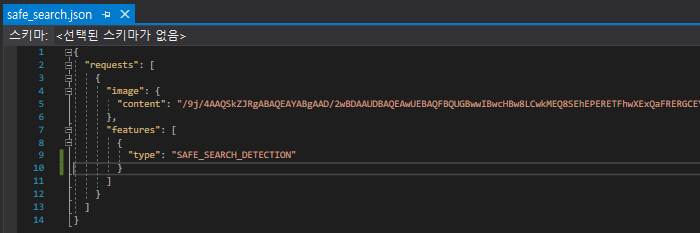 safe_search.json
스키마: <선택된 스키마가 없음>
1 {
2 "requests": [
3 {
4 "image": {
5 "content": "/9j/4AAQSkZJRgABAQEAYABgAAD/2wBDAAUDBAQEAwUEBAQFBQUGBwwIBwcHBw8LCwkMEQ8SEhEPERETFhwXExQaFRERGCEY
6 },
7 "features": [
8 {
9 "type": "SAFE_SEARCH_DETECTION"
10 }
11 ]
12 }
13 ]
14 }